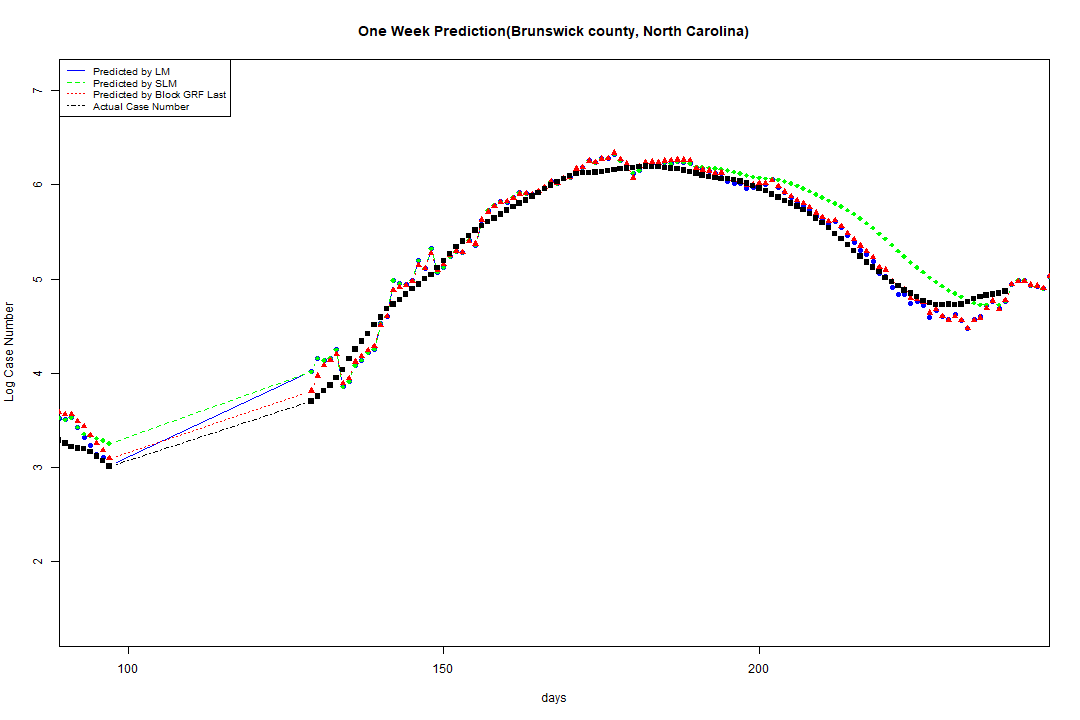 One Week Prediction(Brunswick county, North Carolina)
Predicted by LM
Predicted by SLM
Predicted by Block GRF Last
Actual Case Number
7
6
5
4
3
2
Log Case Number
100 150 200
days